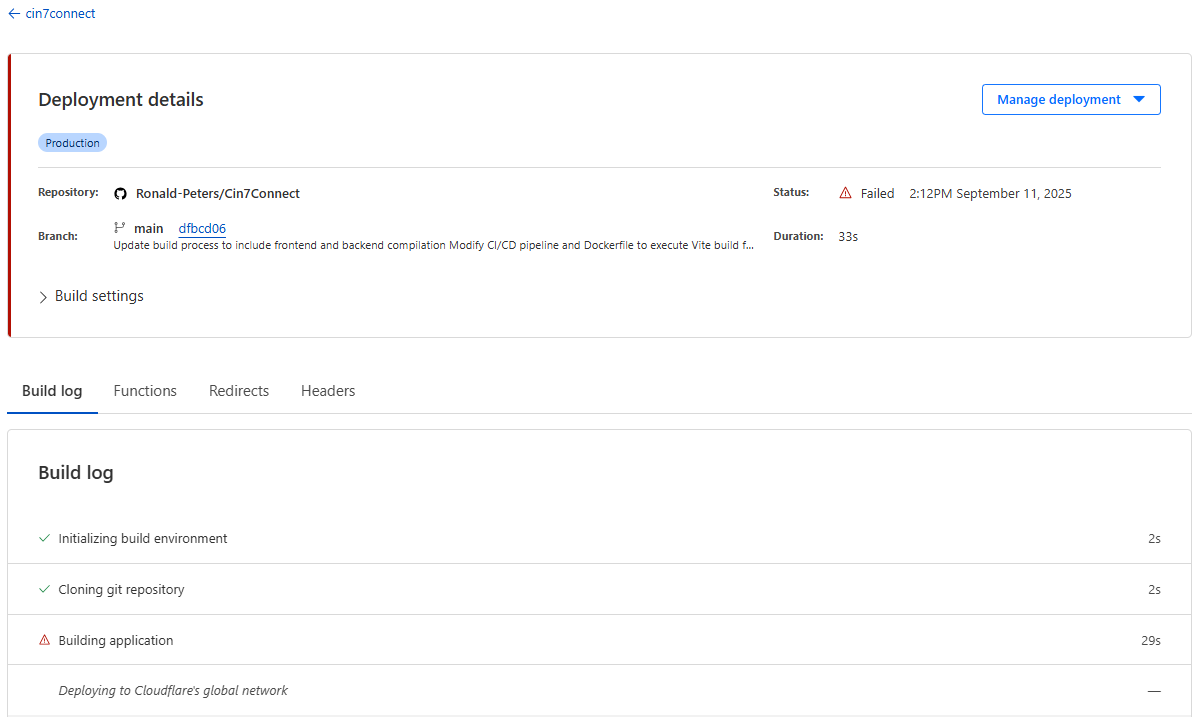 ← cin7connect
Deployment details
Manage deployment
Production
Repository: Ronald-Peters/Cin7Connect
Status: Failed 2:12PM September 11, 2025
Branch: main dfbcd06
Update build process to include frontend and backend compilation Modify CI/CD pipeline and Dockerfile to execute Vite build f...
Duration: 33s
Build settings
Build log Functions Redirects Headers
Build log
Initializing build environment 2s
Cloning git repository 2s
Building application 29s
Deploying to Cloudflare's global network —